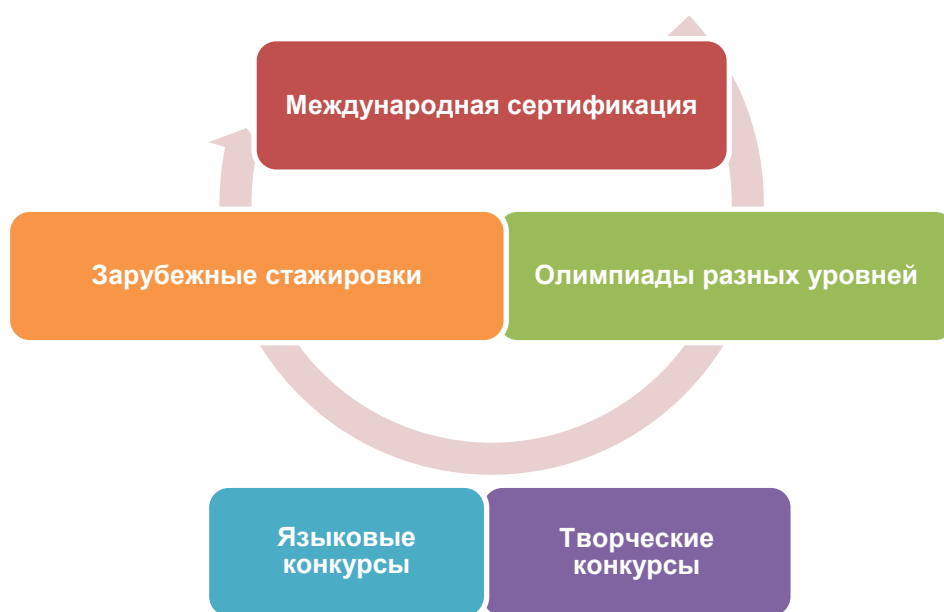 Международная сертификация
Зарубежные стажировки
Олимпиады разных уровней
Языковые
конкурсы
Творческие
конкурсы